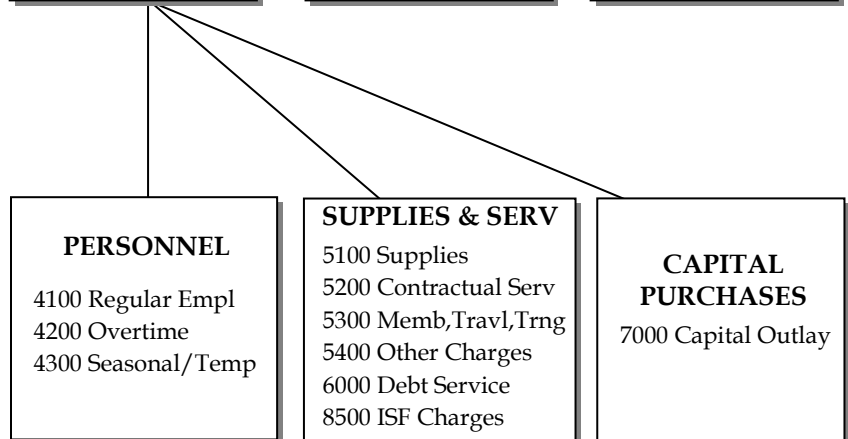 PERSONNEL
4100 Regular Empl
4200 Overtime
4300 Seasonal/Temp
SUPPLIES & SERV
5100 Supplies
5200 Contractual Serv
5300 Memb,Travl,Trng
5400 Other Charges
6000 Debt Service
8500 ISF Charges
CAPITAL
PURCHASES
7000 Capital Outlay